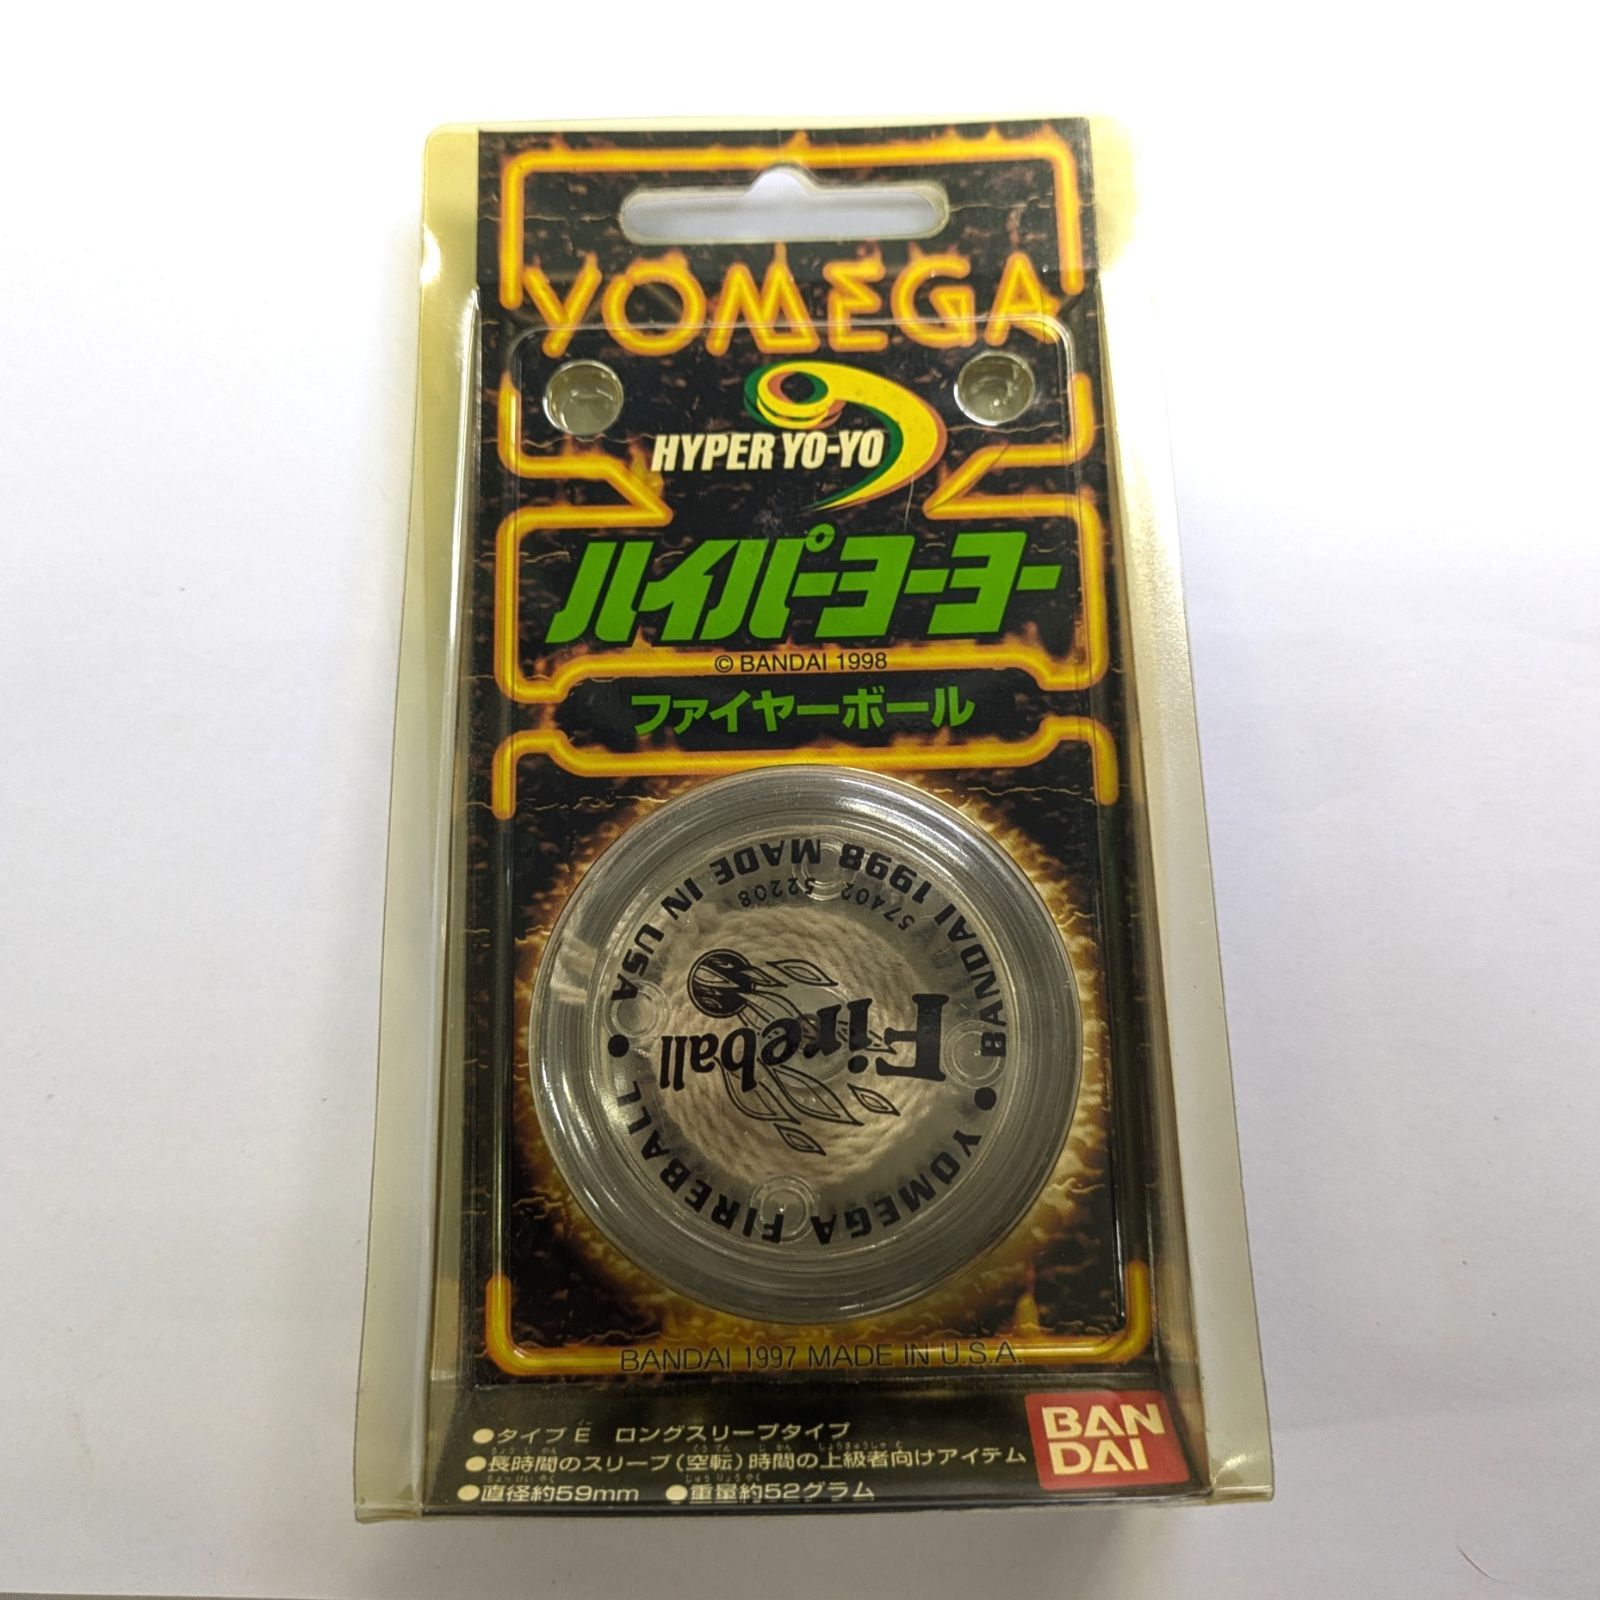 YOMEGA
HYPER YO-YO
ハイパーヨーヨー
© BANDAI 1998
ファイヤーボール
BANDAI 1998 MADE IN USA
57402 52208
Fireball
YOMEGA FIREBALL
BANDAI 1997 MADE IN U.S.A.
●タイプE ロングスリープタイプ
●長時間のスリープ(空転)時間の上級者向けアイテム
●直径約59mm ●重量約52グラム
BAN
DAI